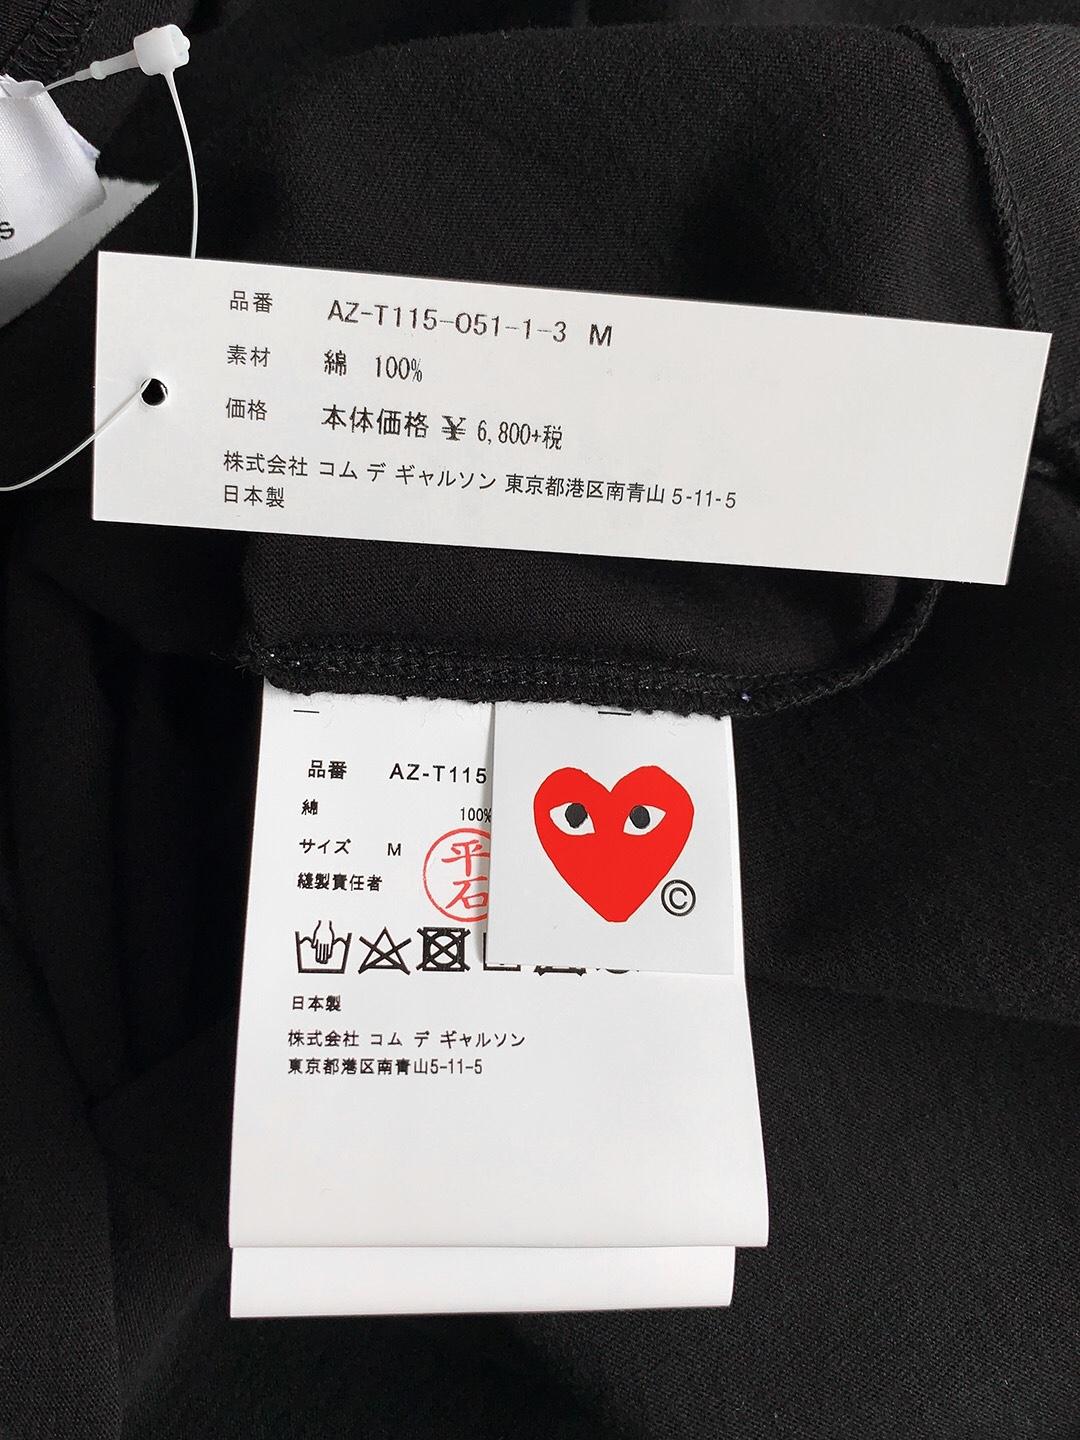 s
品番 AZ-T115-051-1-3 M
素材 綿 100%
価格 本体価格 ¥ 6,800+税
株式会社 コム デ ギャルソン 東京都港区南青山 5-11-5
日本製
品番 AZ-T115
綿 100%
サイズ M
縫製責任者 平石
©
日本製
株式会社 コム デ ギャルソン
東京都港区南青山5-11-5